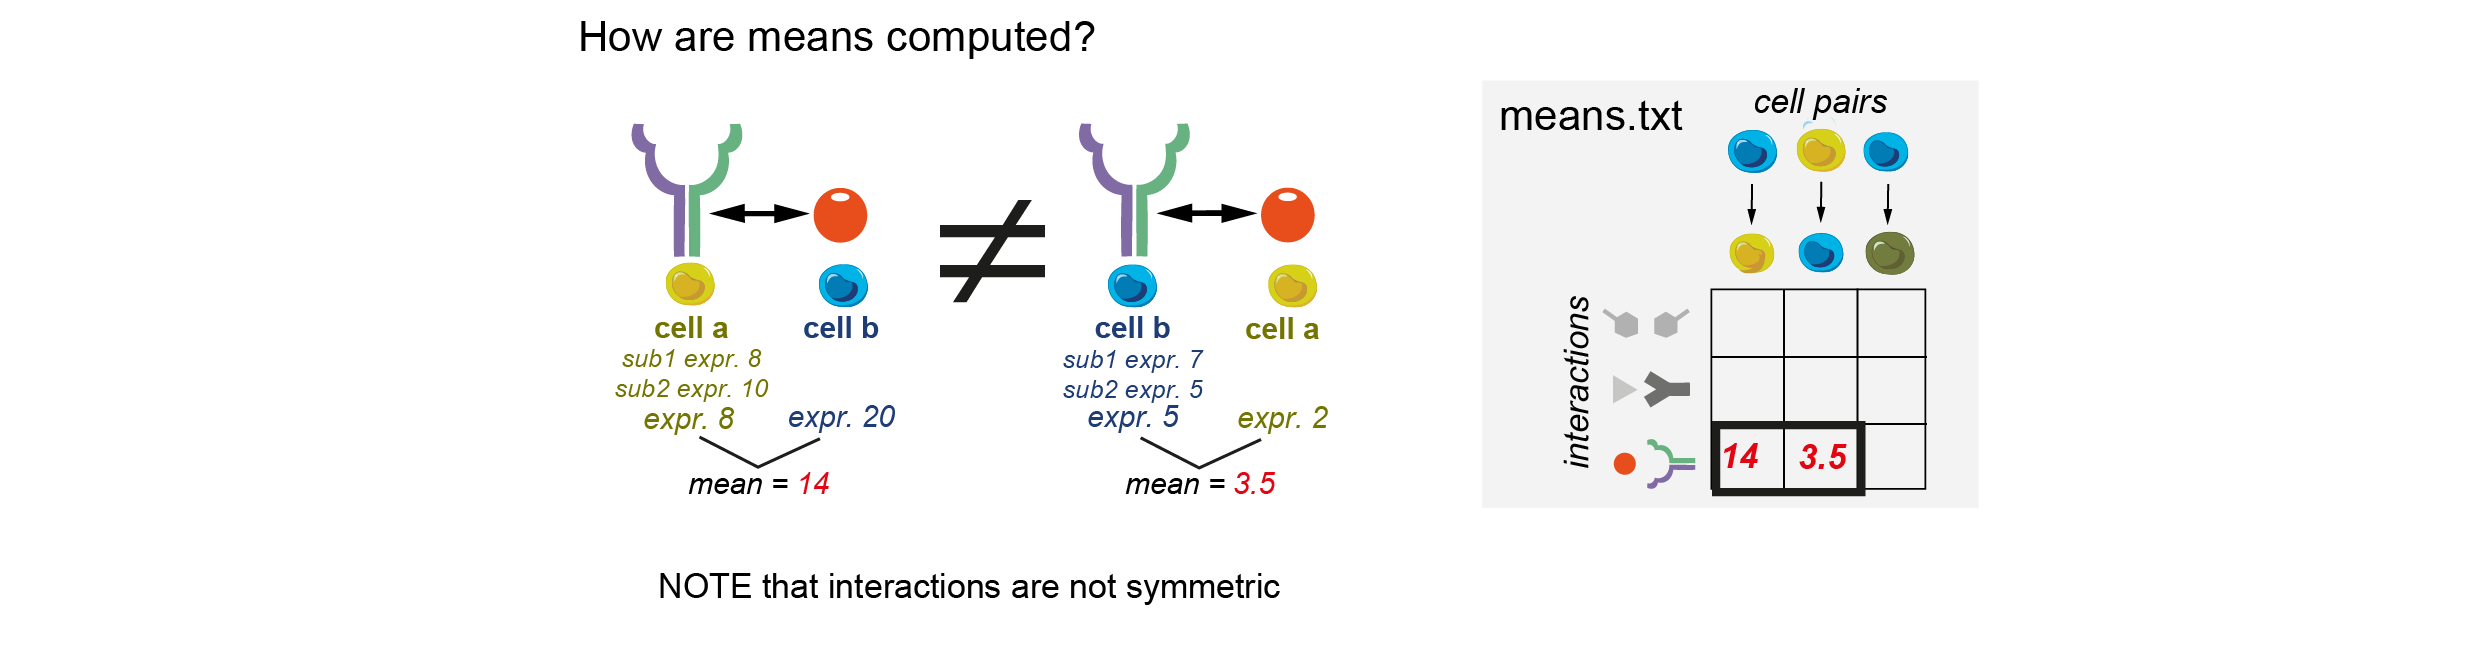 How are means computed?
cell a
sub1 expr. 8
sub2 expr. 10
expr. 8
cell b
expr. 20
mean = 14
≠
cell b
sub1 expr. 7
sub2 expr. 5
expr. 5
cell a
expr. 2
mean = 3.5
NOTE that interactions are not symmetric
means.txt
cell pairs
interactions
14 3.5